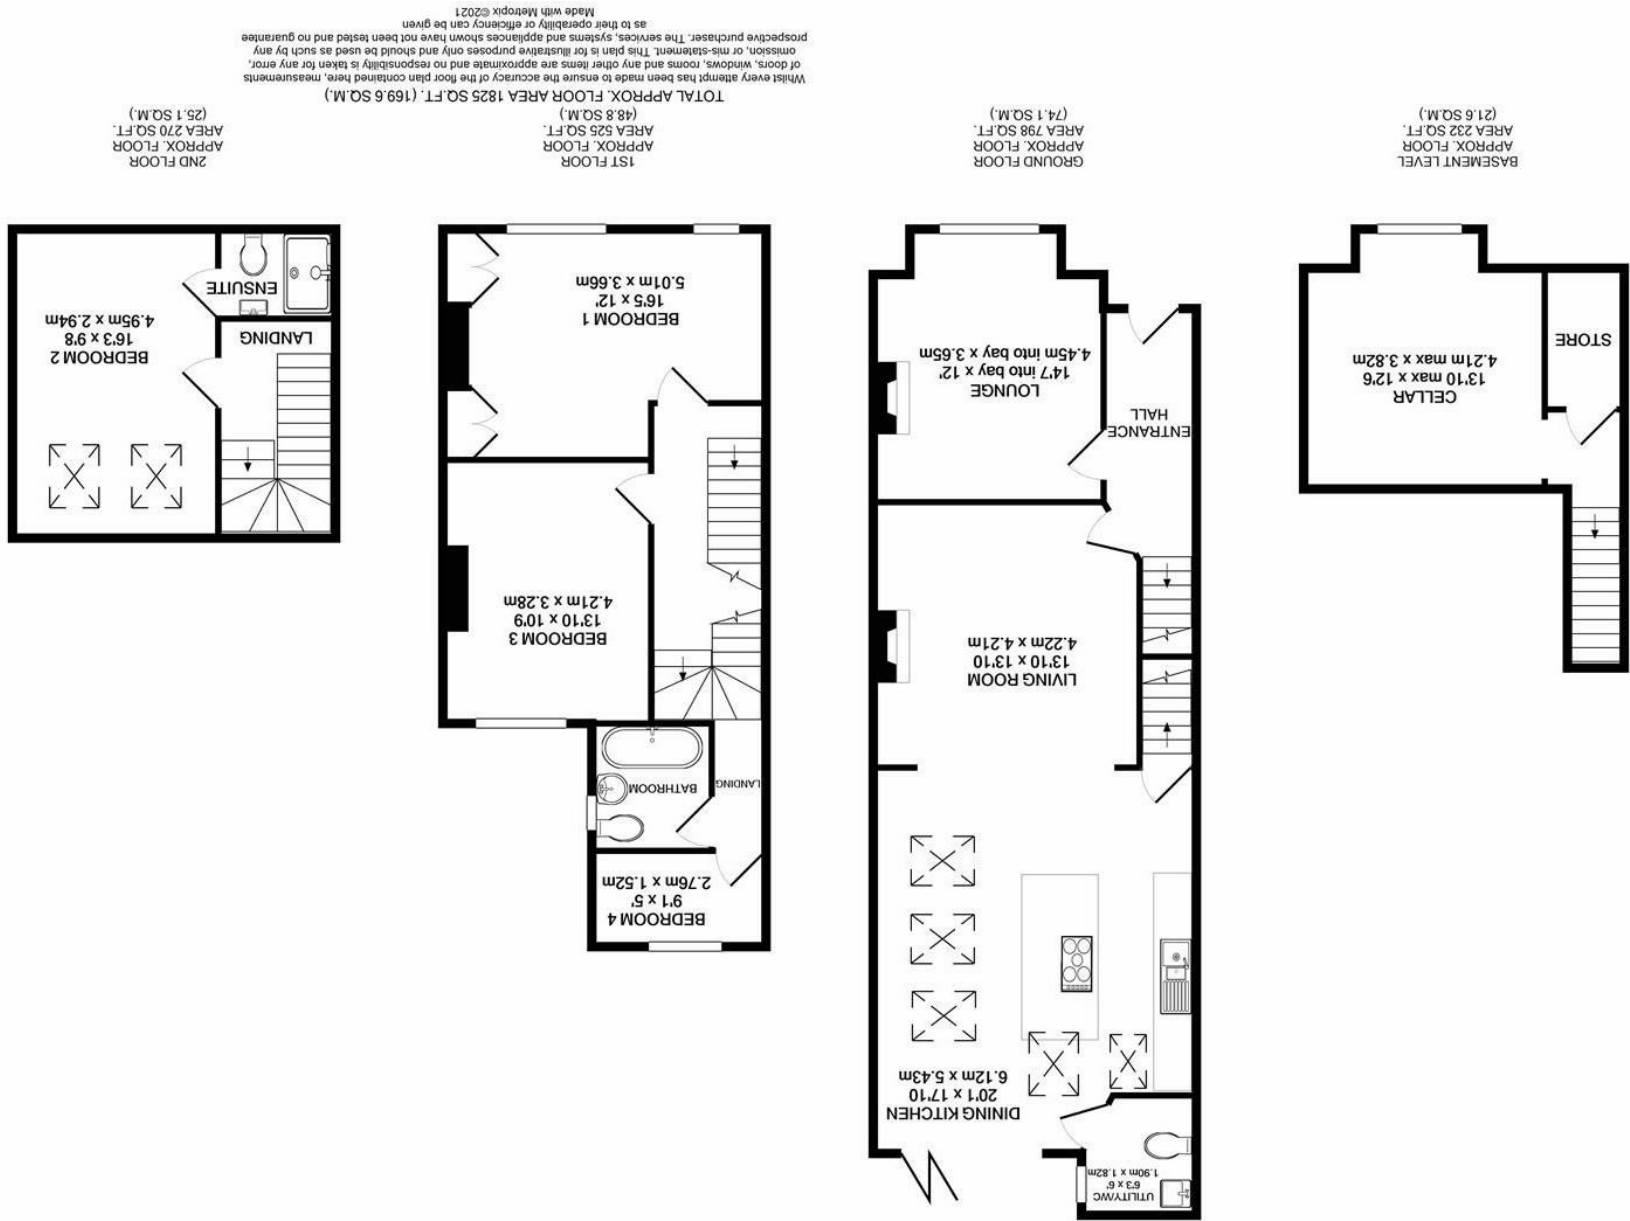 STORE
CELLAR
13'10 max x 12'6
4.21m max x 3.82m
BASEMENT LEVEL
APPROX. FLOOR
AREA 232 SQ.FT.
(21.6 SQ.M.)
UTILITY/WC
6'3 x 6'
1.90m x 1.82m
DINING KITCHEN
20'1 x 17'10
6.12m x 5.43m
LIVING ROOM
13'10 x 13'10
4.22m x 4.21m
ENTRANCE
HALL
LOUNGE
14'7 into bay x 12'
4.45m into bay x 3.65m
GROUND FLOOR
APPROX. FLOOR
AREA 798 SQ.FT.
(74.1 SQ.M.)
BEDROOM 4
9'1 x 5'
2.76m x 1.52m
BATHROOM
LANDING
BEDROOM 3
13'10 x 10'9
4.21m x 3.28m
BEDROOM 1
16'5 x 12'
5.01m x 3.66m
1ST FLOOR
APPROX. FLOOR
AREA 525 SQ.FT.
(48.8 SQ.M.)
BEDROOM 2
16'3 x 9'8
4.95m x 2.94m
LANDING
ENSUITE
2ND FLOOR
APPROX. FLOOR
AREA 270 SQ.FT.
(25.1 SQ.M.)
TOTAL APPROX. FLOOR AREA 1825 SQ.FT. (169.6 SQ.M.)
Whilst every attempt has been made to ensure the accuracy of the floor plan contained here, measurements
of doors, windows, rooms and any other items are approximate and no responsibility is taken for any error,
omission, or mis-statement. This plan is for illustrative purposes only and should be used as such by any
prospective purchaser. The services, systems and appliances shown have not been tested and no guarantee
as to their operability or efficiency can be given
Made with Metropix ©2021